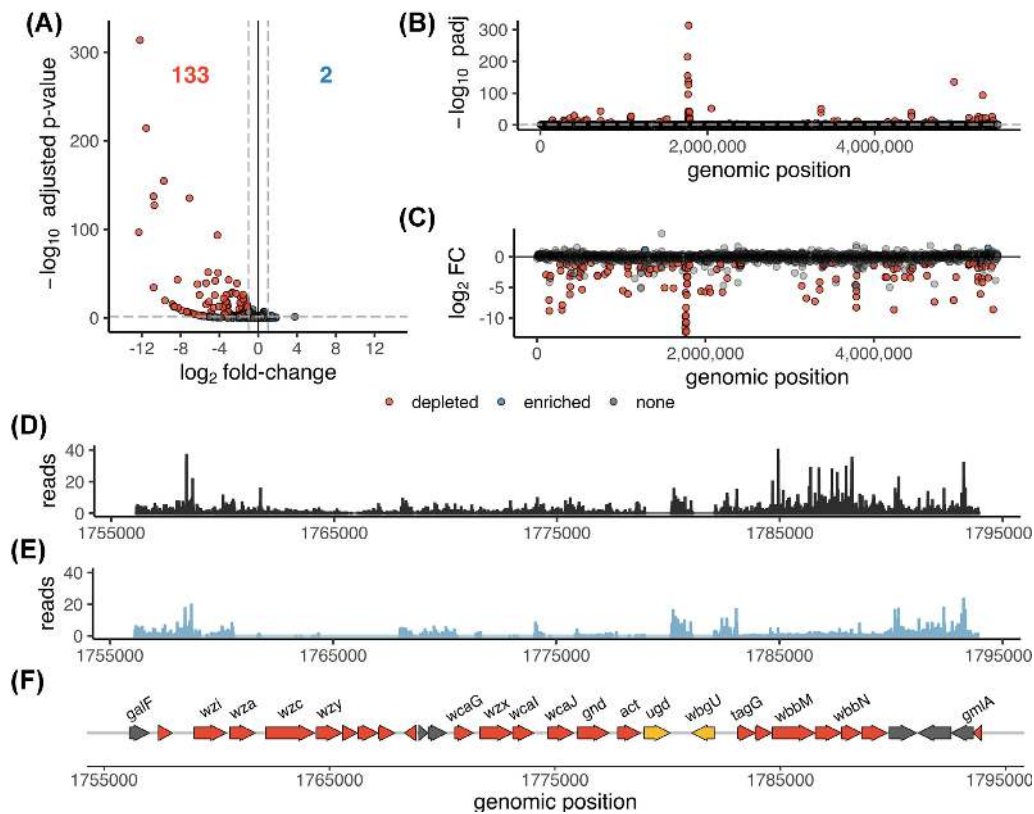 (A)
− log10 adjusted p-value
300
200
100
0
133
2
-12
-8
-4
0
4
8
12
log2 fold-change
(B)
− log10 padj
300
200
100
0
0
2,000,000
4,000,000
genomic position
(C)
log2 FC
0
-5
-10
0
2,000,000
4,000,000
genomic position
depleted
enriched
none
(D)
reads
40
20
0
1755000
1765000
1775000
1785000
1795000
(E)
reads
40
20
0
1755000
1765000
1775000
1785000
1795000
(F)
galF
wzi
wza
wzc
wzy
wcaG
wzx
wcaI
wcaJ
gnd
act
ugd
wbgU
tagG
wbbM
wbbN
gmlA
1755000
1765000
1775000
1785000
1795000
genomic position